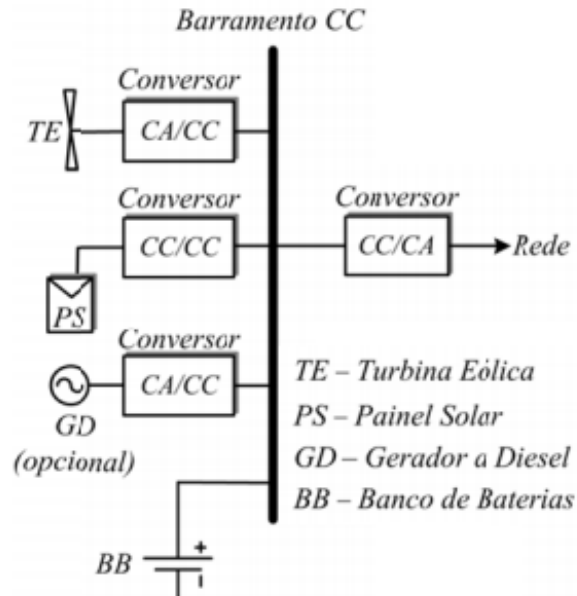 Barramento CC
Conversor
TE
CA/CC
Conversor
CC/CC
PS
Conversor
CC/CA
Rede
Conversor
CA/CC
GD
(opcional)
TE – Turbina Eólica
PS – Painel Solar
GD – Gerador a Diesel
BB – Banco de Baterias
BB
+